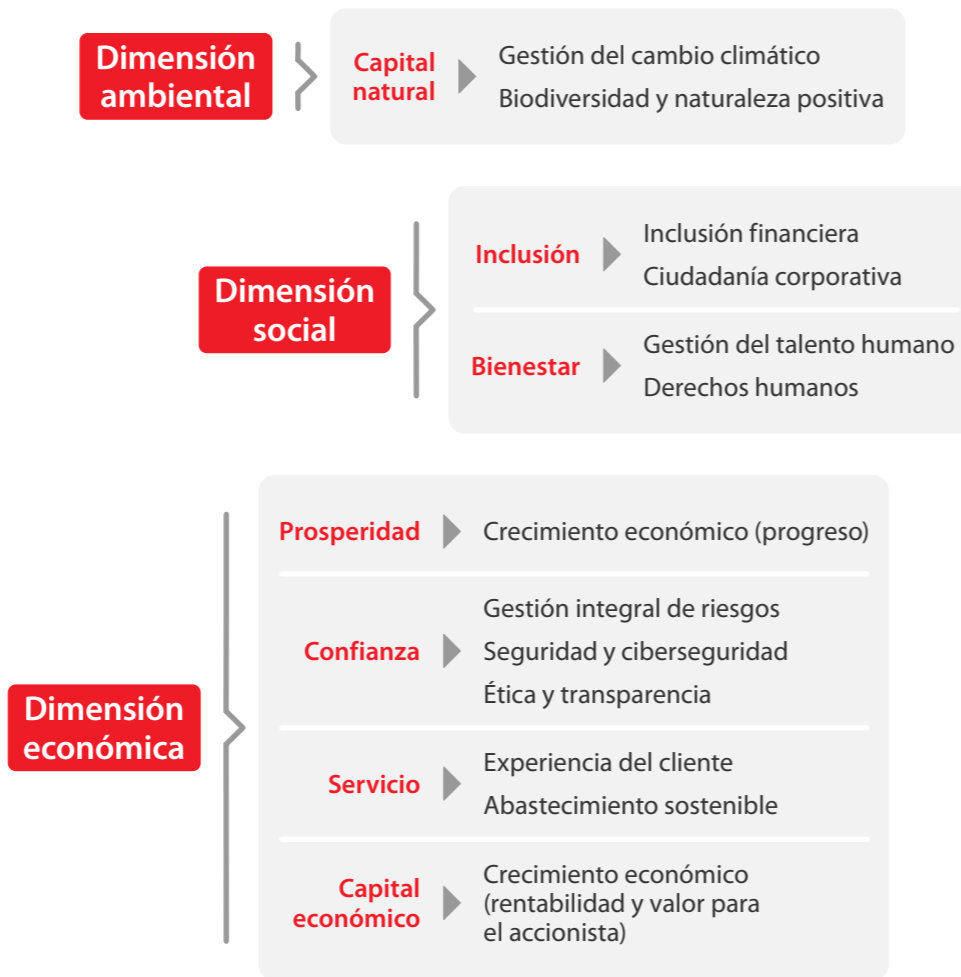 Dimensión
ambiental
Capital
natural
Gestión del cambio climático
Biodiversidad y naturaleza positiva
Dimensión
social
Inclusión
Inclusión financiera
Ciudadanía corporativa
Bienestar
Gestión del talento humano
Derechos humanos
Dimensión
económica
Prosperidad
Crecimiento económico (progreso)
Confianza
Gestión integral de riesgos
Seguridad y ciberseguridad
Ética y transparencia
Servicio
Experiencia del cliente
Abastecimiento sostenible
Capital
económico
Crecimiento económico
(rentabilidad y valor para
el accionista)